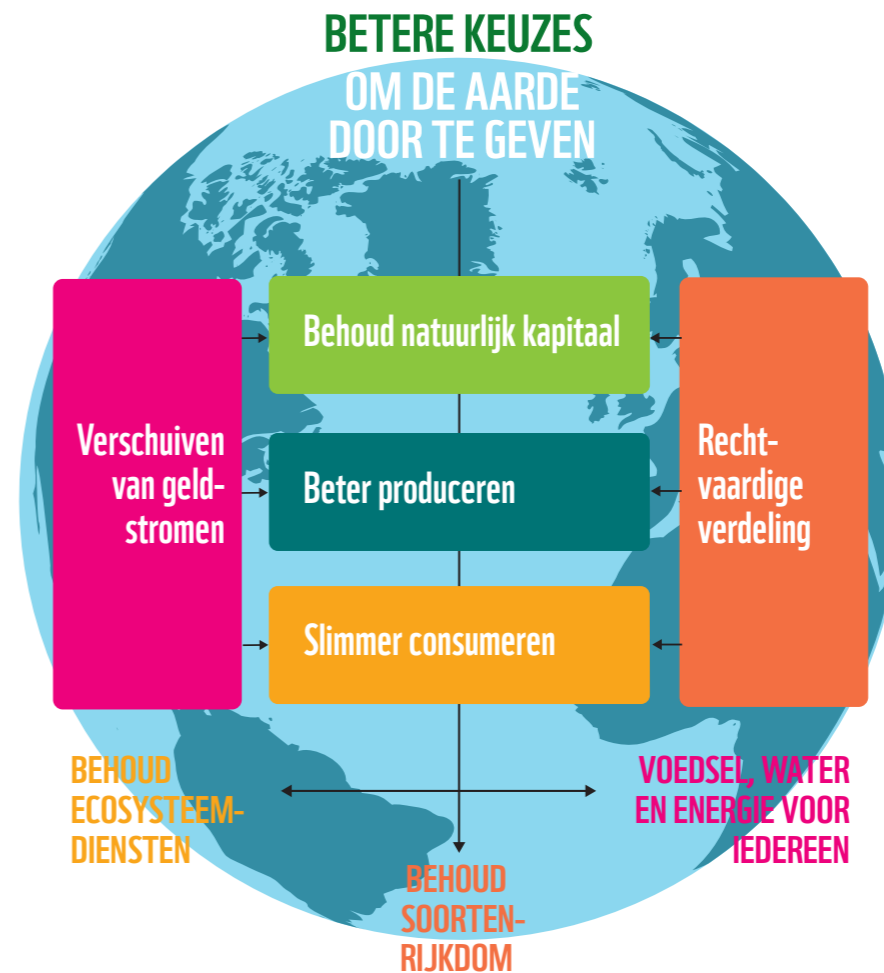 BETERE KEUZES
OM DE AARDE
DOOR TE GEVEN
Verschuiven
van geld-
stromen
Behoud natuurlijk kapitaal
Beter produceren
Slimmer consumeren
Recht-
vaardige
verdeling
BEHOUD
ECOSYSTEEM-
DIENSTEN
VOEDSEL, WATER
EN ENERGIE VOOR
IEDEREEN
BEHOUD
SOORTEN-
RIJKDOM